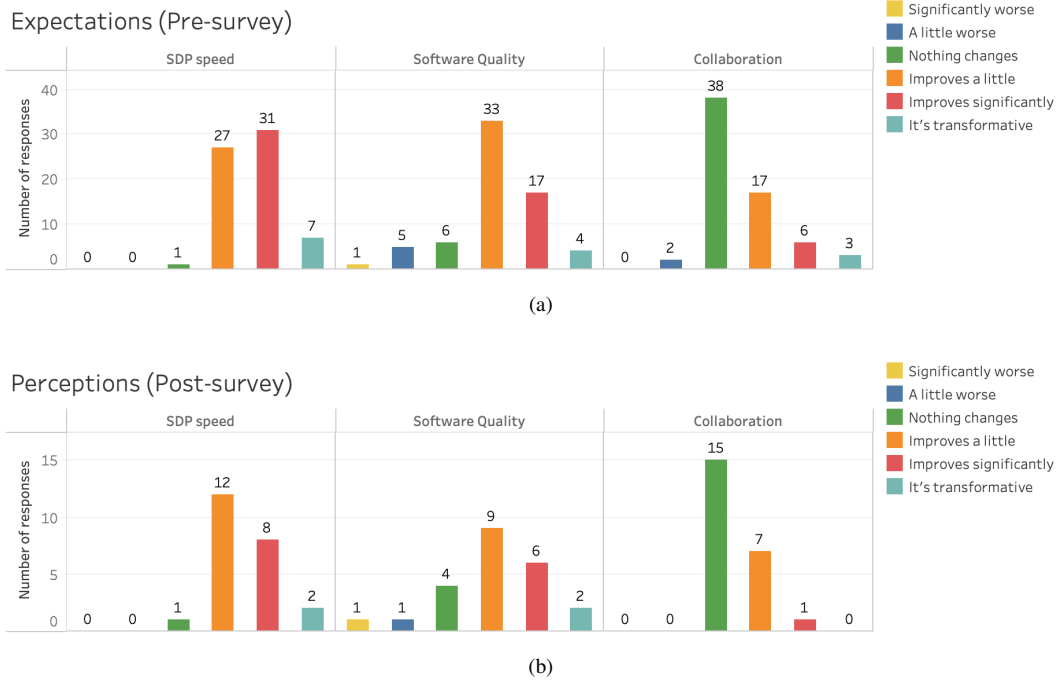 Expectations (Pre-survey)
SDP speed Software Quality Collaboration
Number of responses
40
30
20
10
0
0 0 1 27 31 7
1 5 6 33 17 4
0 2 38 17 6 3
Significantly worse
A little worse
Nothing changes
Improves a little
Improves significantly
It's transformative
(a)
Perceptions (Post-survey)
SDP speed Software Quality Collaboration
Number of responses
15
10
5
0
0 0 1 12 8 2
1 1 4 9 6 2
0 0 15 7 1 0
Significantly worse
A little worse
Nothing changes
Improves a little
Improves significantly
It's transformative
(b)